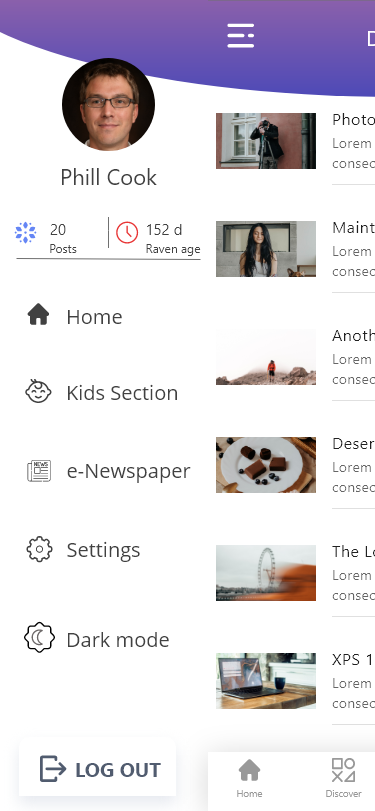 Phill Cook
20
Posts
152 d
Raven age
Home
Kids Section
NEWS
e-Newspaper
Settings
Dark mode
LOG OUT
D
Photo
Lorem
consec
Maint
Lorem
consec
Anoth
Lorem
consec
Deser
Lorem
consec
The Lo
Lorem
consec
XPS 1
Lorem
consec
Home
Discover